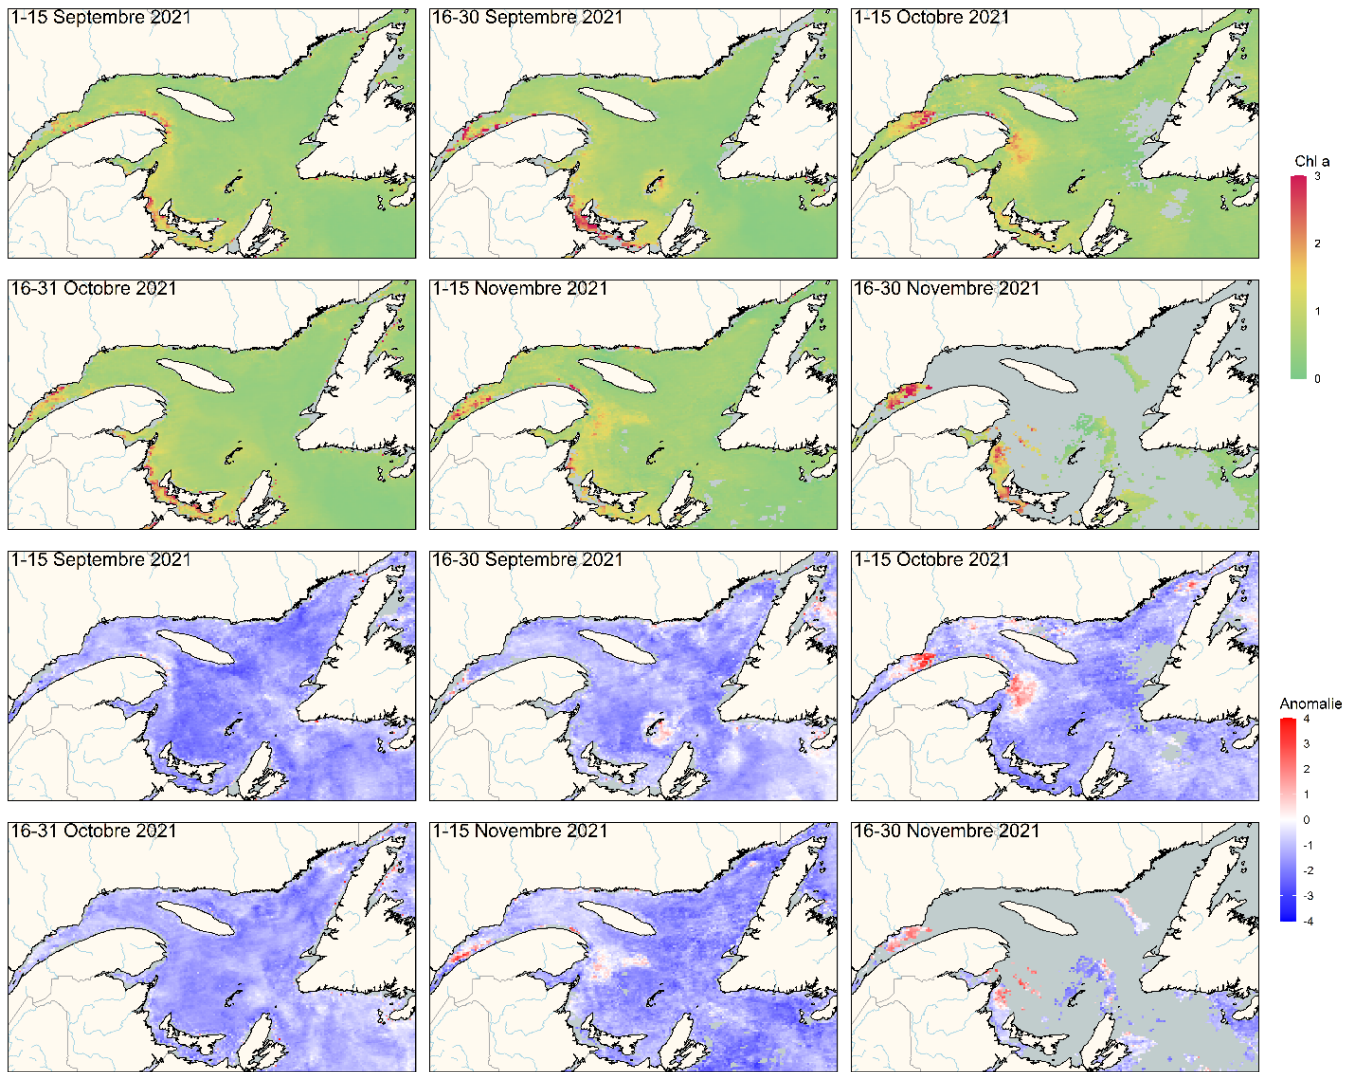 1-15 Septembre 2021
16-30 Septembre 2021
1-15 Octobre 2021
Chl a
3
2
1
0
16-31 Octobre 2021
1-15 Novembre 2021
16-30 Novembre 2021
1-15 Septembre 2021
16-30 Septembre 2021
1-15 Octobre 2021
Anomalie
4
3
2
1
0
-1
-2
-3
-4
16-31 Octobre 2021
1-15 Novembre 2021
16-30 Novembre 2021